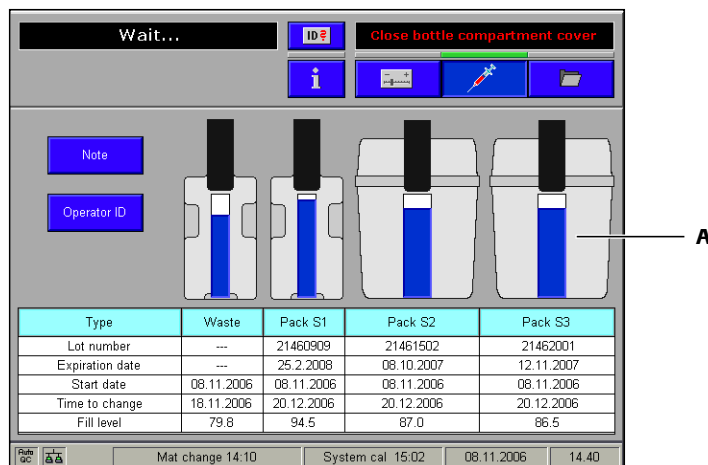 Wait...
ID?
Close bottle compartment cover
i
Note
Operator ID
A
Type Waste Pack S1 Pack S2 Pack S3
Lot number --- 21460909 21461502 21462001
Expiration date --- 25.2.2008 08.10.2007 12.11.2007
Start date 08.11.2006 08.11.2006 08.11.2006 08.11.2006
Time to change 18.11.2006 20.12.2006 20.12.2006 20.12.2006
Fill level 79.8 94.5 87.0 86.5
Auto QC Mat change 14:10 System cal 15:02 08.11.2006 14.40